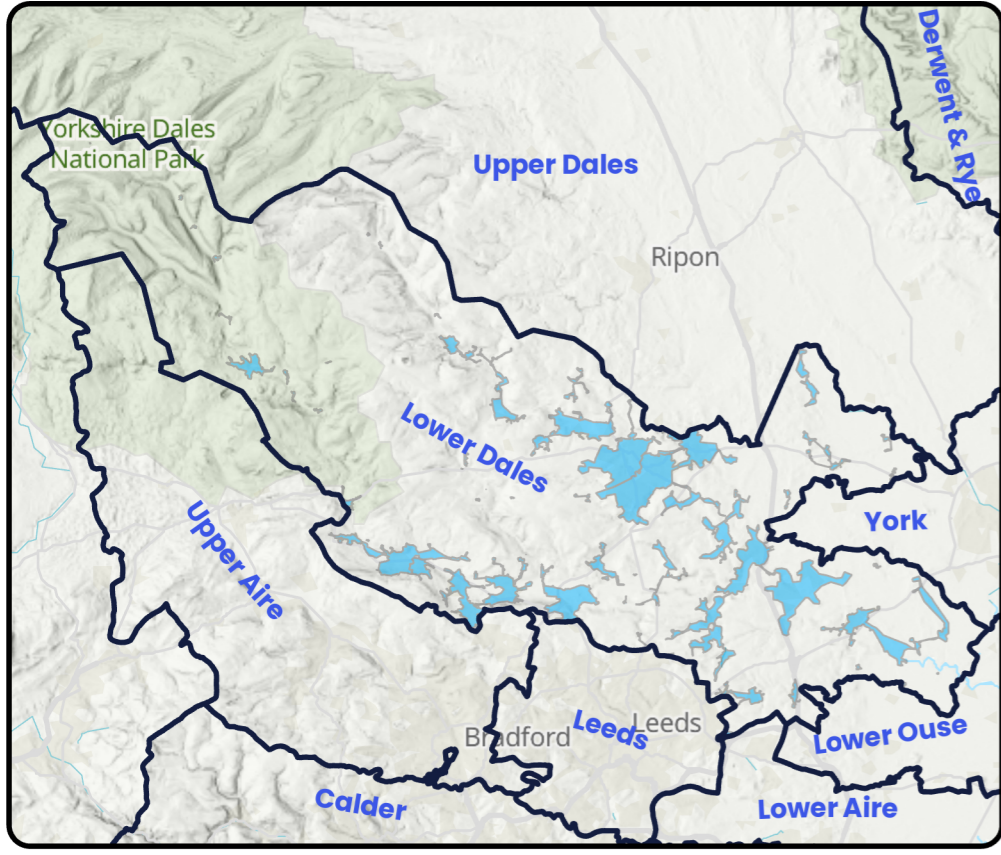 Derwent & Rye
Yorkshire Dales
National Park
Upper Dales
Ripon
Lower Dales
York
Upper Aire
Leeds
Bradford
Leeds
Lower Ouse
Calder
Lower Aire